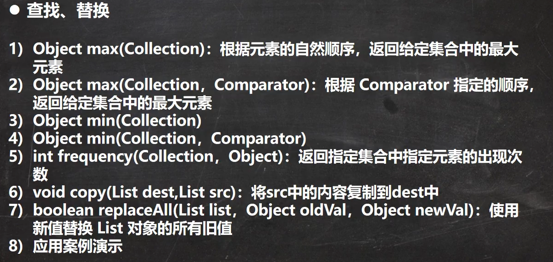 ● 查找、替换
1) Object max(Collection)：根据元素的自然顺序，返回给定集合中的最大
元素
2) Object max(Collection，Comparator)：根据 Comparator 指定的顺序，
返回给定集合中的最大元素
3) Object min(Collection)
4) Object min(Collection，Comparator)
5) int frequency(Collection，Object)：返回指定集合中指定元素的出现次
数
6) void copy(List dest,List src)：将src中的内容复制到dest中
7) boolean replaceAll(List list，Object oldVal，Object newVal)：使用
新值替换 List 对象的所有旧值
8) 应用案例演示